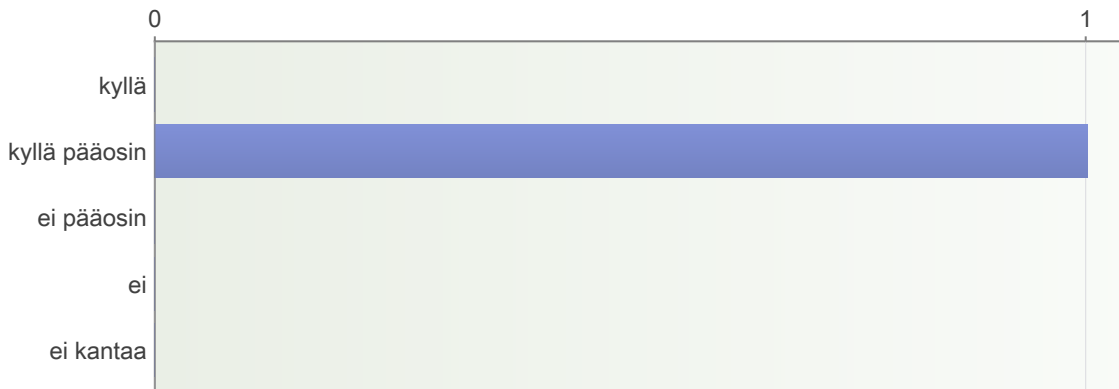 0 1
kyllä
kyllä pääosin
ei pääosin
ei
ei kantaa